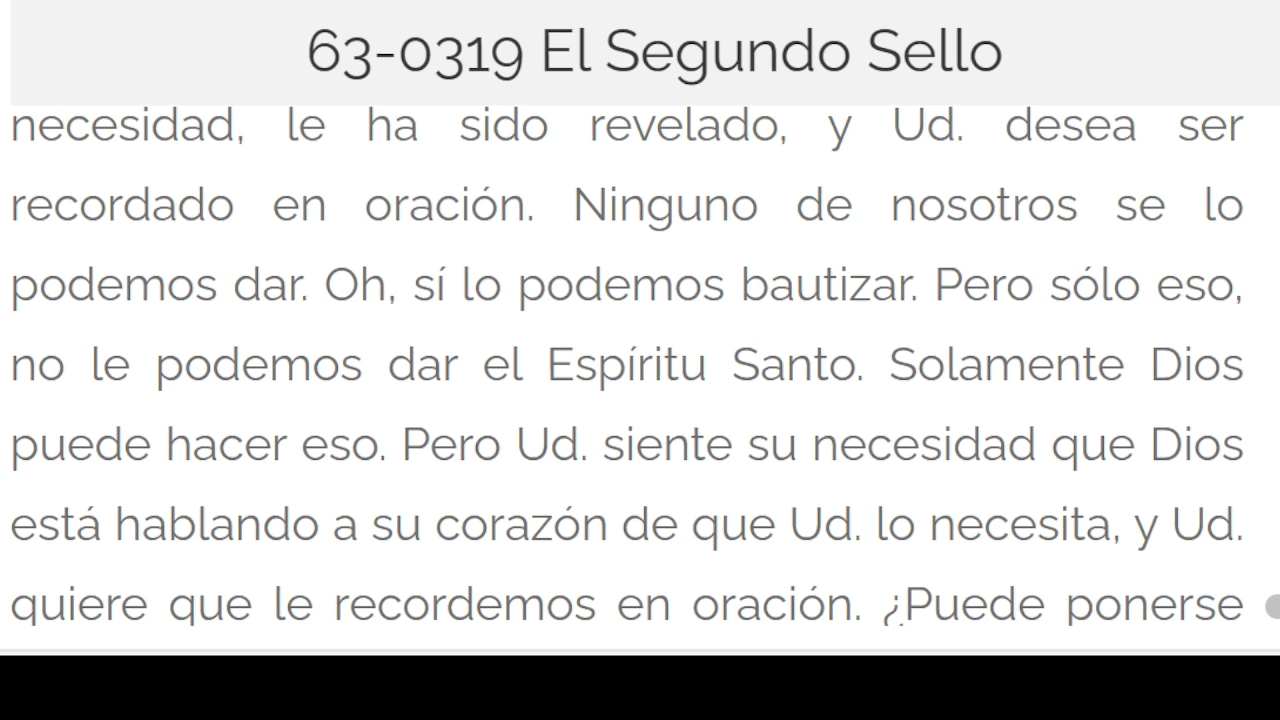 63-0319 El Segundo Sello
necesidad, le ha sido revelado, y Ud. desea ser
recordado en oración. Ninguno de nosotros se lo
podemos dar. Oh, sí lo podemos bautizar. Pero sólo eso,
no le podemos dar el Espíritu Santo. Solamente Dios
puede hacer eso. Pero Ud. siente su necesidad que Dios
está hablando a su corazón de que Ud. lo necesita, y Ud.
quiere que le recordemos en oración. ¿Puede ponerse